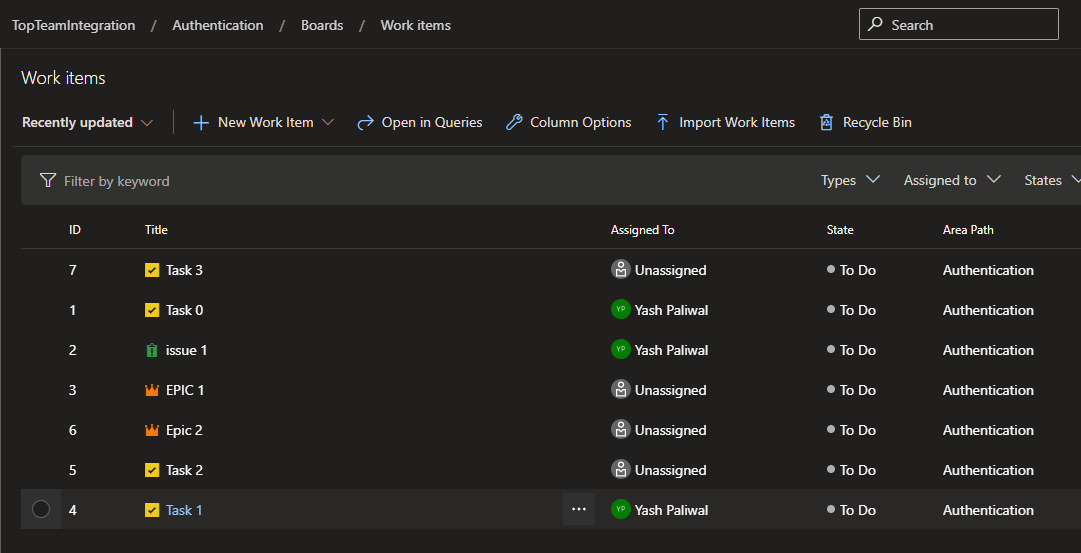 TopTeamIntegration / Authentication / Boards / Work items Search
Work items
Recently updated New Work Item Open in Queries Column Options Import Work Items Recycle Bin
Filter by keyword Types Assigned to States
ID Title Assigned To State Area Path
7 Task 3 Unassigned To Do Authentication
1 Task 0 YP Yash Paliwal To Do Authentication
2 issue 1 YP Yash Paliwal To Do Authentication
3 EPIC 1 Unassigned To Do Authentication
6 Epic 2 Unassigned To Do Authentication
5 Task 2 Unassigned To Do Authentication
4 Task 1 ... YP Yash Paliwal To Do Authentication